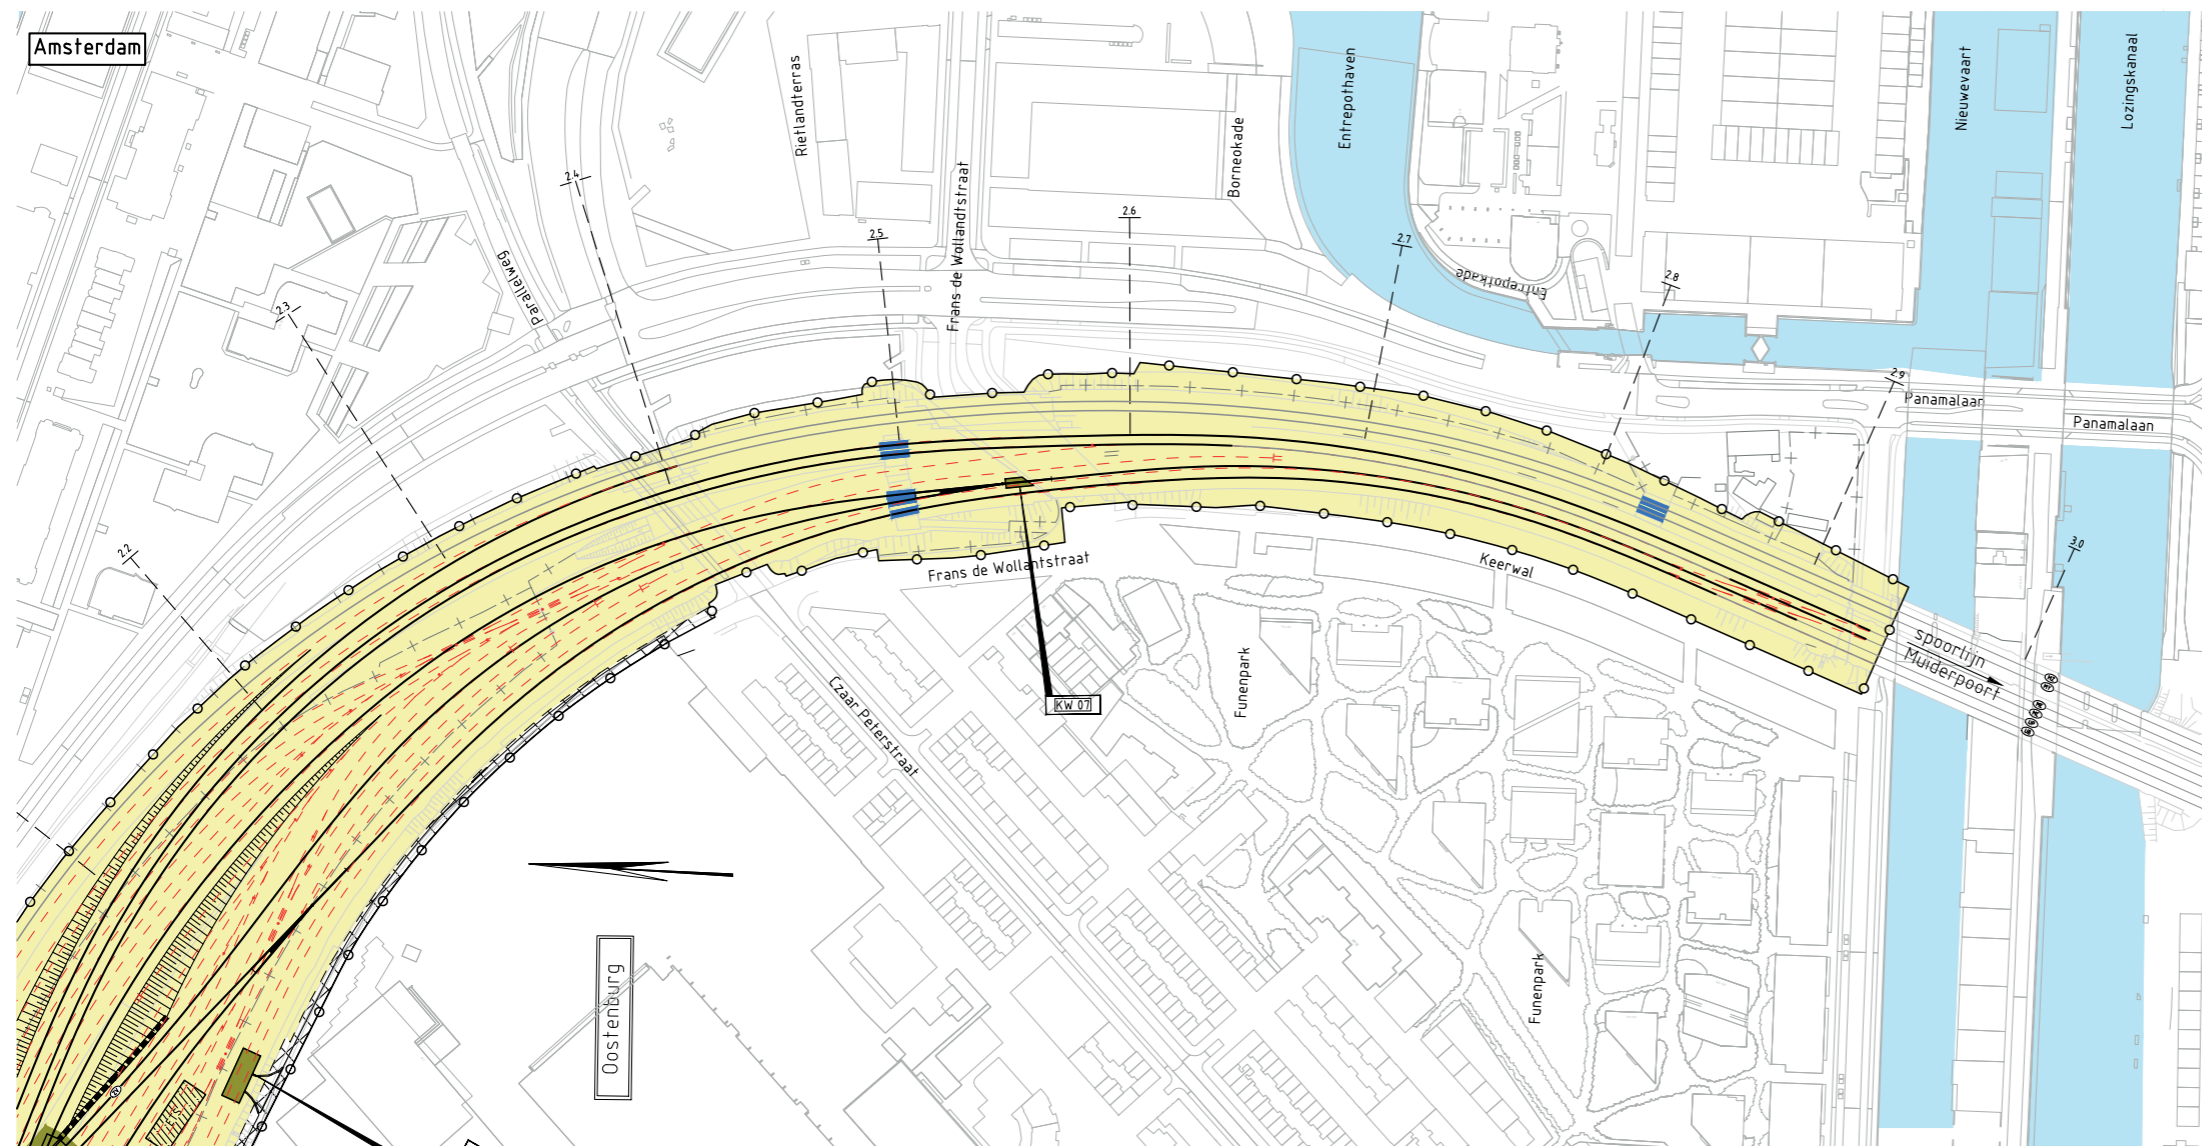 Amsterdam
Rietlandterras
Frans de Wollandtstraat
Borneokade
Entrepothaven
Nieuwevaart
Lozingskanaal
Parallelweg
Entrepotkade
2.2
2.3
2.4
2.5
2.6
2.7
2.8
2.9
3.0
Panamalaan
Panamalaan
Frans de Wollantstraat
Keerwal
spoorlijn
Muiderpoort
KW 07
Czaar Peterstraat
Funenpark
Funenpark
Oostenburg